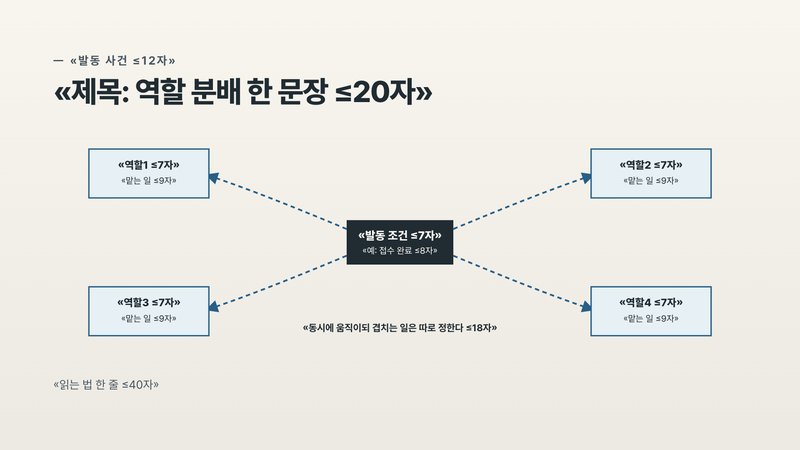 — «발동 사건 ≤12자»
«제목: 역할 분배 한 문장 ≤20자»
«역할1 ≤7자»
«맡는 일 ≤9자»
«역할2 ≤7자»
«맡는 일 ≤9자»
«발동 조건 ≤7자»
«예: 접수 완료 ≤8자»
«역할3 ≤7자»
«맡는 일 ≤9자»
«역할4 ≤7자»
«맡는 일 ≤9자»
«동시에 움직이되 겹치는 일은 따로 정한다 ≤18자»
«읽는 법 한 줄 ≤40자»